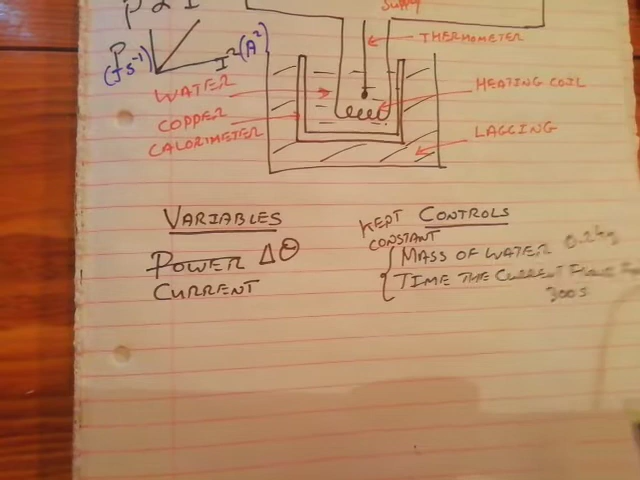 P α I
Supply
THERMOMETER
P
(Js⁻¹)
I²(A²)
WATER
HEATING COIL
COPPER
CALORIMETER
LAGGING
VARIABLES
KEPT CONTROLS
CONSTANT
POWER Δθ
MASS OF WATER 0.2kg
CURRENT
TIME THE CURRENT
300s